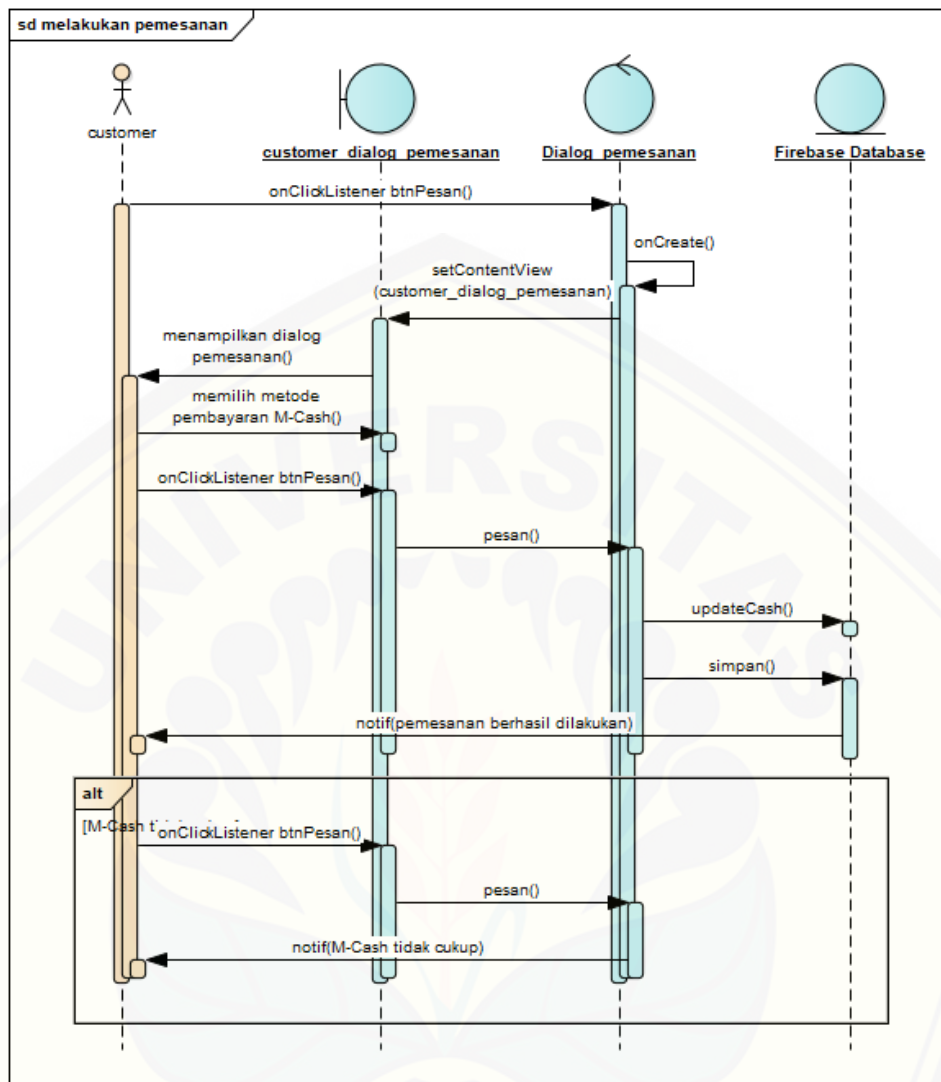 sd melakukan pemesanan
customer
customer_dialog_pemesanan
Dialog_pemesanan
Firebase Database
onClickListener btnPesan()
onCreate()
setContentView
(customer_dialog_pemesanan)
menampilkan dialog
pemesanan()
memilih metode
pembayaran M-Cash()
onClickListener btnPesan()
pesan()
updateCash()
simpan()
notif(pemesanan berhasil dilakukan)
alt
[M-Cash
onClickListener btnPesan()
pesan()
notif(M-Cash tidak cukup)
UNIVERSITAS